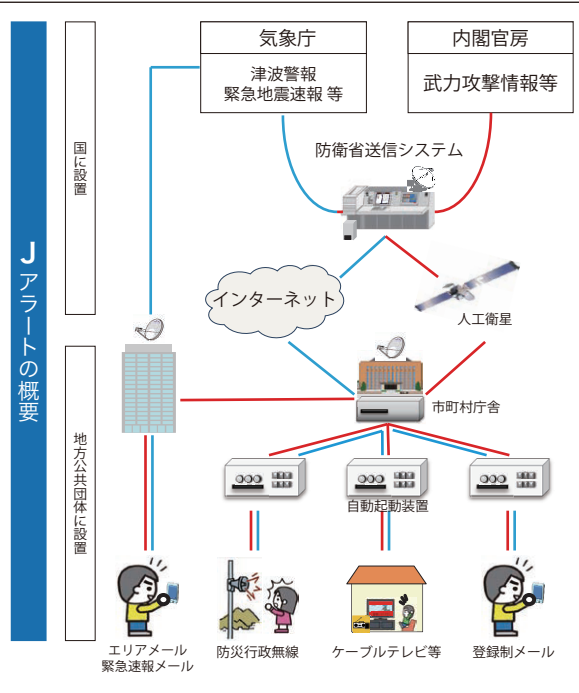 Jアラートの概要
国に設置
地方公共団体に設置
気象庁
津波警報
緊急地震速報 等
内閣官房
武力攻撃情報等
防衛省送信システム
インターネット
人工衛星
市町村庁舎
自動起動装置
エリアメール
緊急速報メール
防災行政無線
ケーブルテレビ等
登録制メール